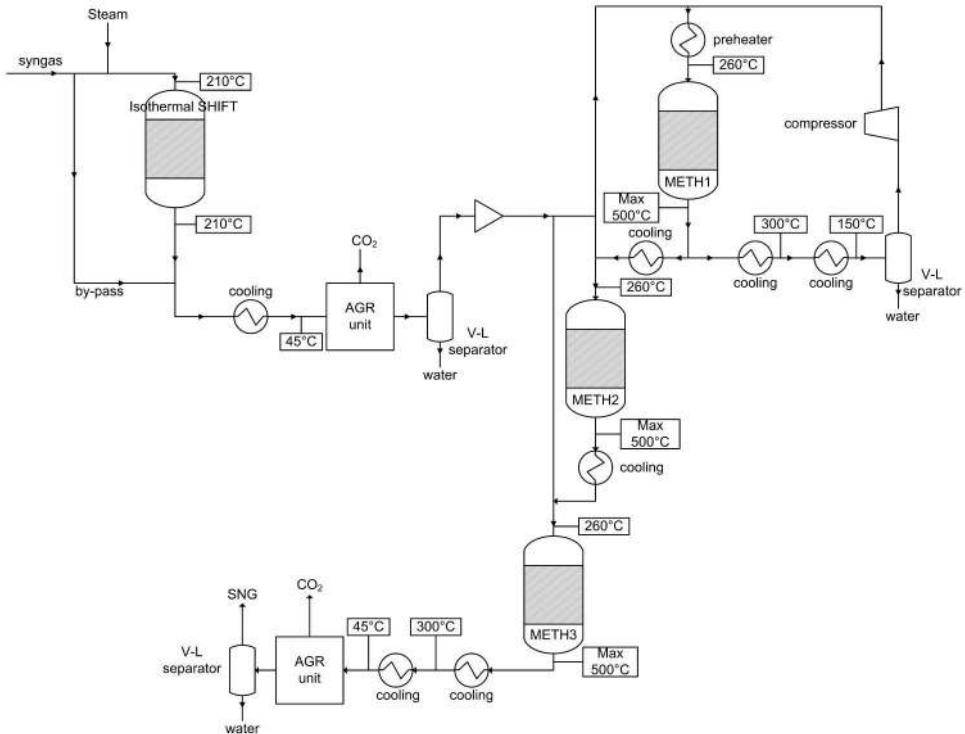 Steam
syngas
210°C
Isothermal SHIFT
210°C
by-pass
cooling
45°C
CO₂
AGR
unit
V-L
separator
water
preheater
260°C
METH1
Max
500°C
cooling
300°C
150°C
cooling
cooling
compressor
V-L
separator
water
260°C
METH2
Max
500°C
cooling
260°C
METH3
Max
500°C
cooling
300°C
cooling
45°C
CO₂
AGR
unit
SNG
V-L
separator
water